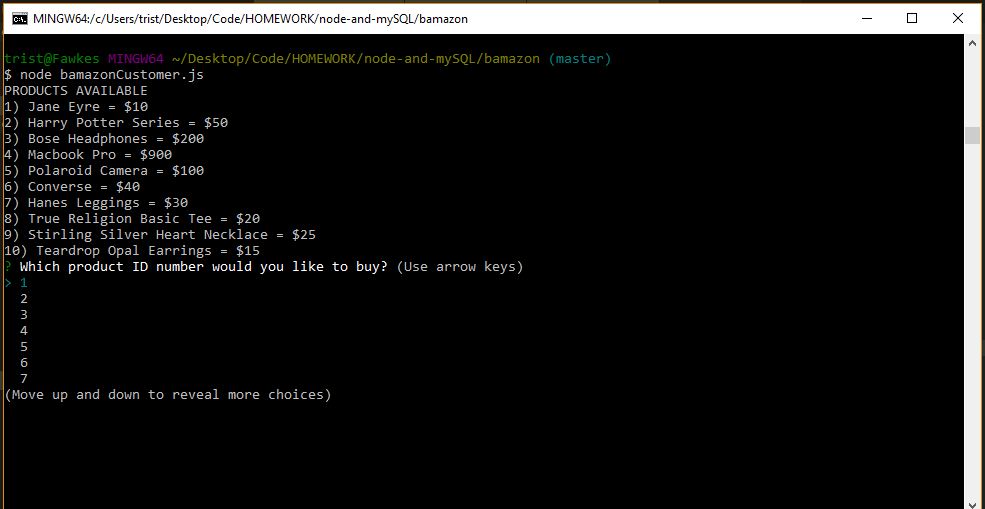 MINGW64:/c/Users/trist/Desktop/Code/HOMEWORK/node-and-mySQL/bamazon
trist@Fawkes MINGW64 ~/Desktop/Code/HOMEWORK/node-and-mySQL/bamazon (master)
$ node bamazonCustomer.js
PRODUCTS AVAILABLE
1) Jane Eyre = $10
2) Harry Potter Series = $50
3) Bose Headphones = $200
4) Macbook Pro = $900
5) Polaroid Camera = $100
6) Converse = $40
7) Hanes Leggings = $30
8) True Religion Basic Tee = $20
9) Stirling Silver Heart Necklace = $25
10) Teardrop Opal Earrings = $15
? Which product ID number would you like to buy? (Use arrow keys)
> 1
2
3
4
5
6
7
(Move up and down to reveal more choices)